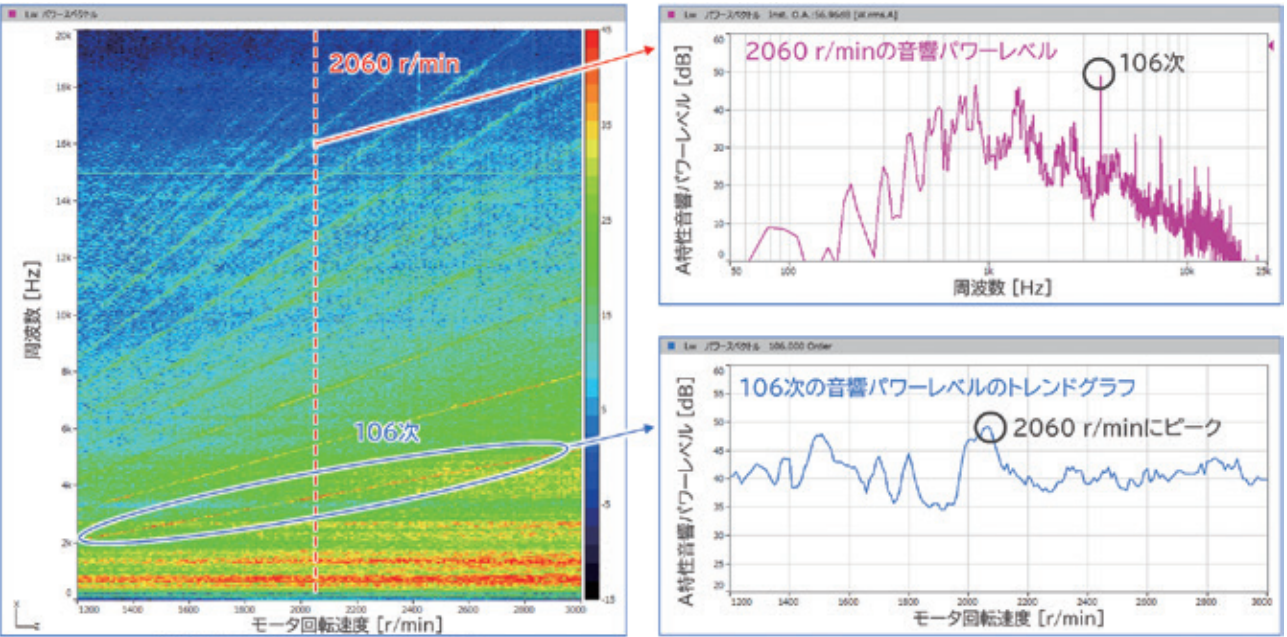 Lw パワースペクトル
20k
18k
16k
14k
12k
10k
8k
6k
4k
2k
0
周波数 [Hz]
2060 r/min
106次
1200 1400 1600 1800 2000 2200 2400 2600 2800 3000
モータ回転速度 [r/min]
45
35
25
15
5
-5
-15
Lw パワースペクトル Inst. O.A.:56.96dB [W.rms.A]
2060 r/minの音響パワーレベル
106次
A特性音響パワーレベル [dB]
60
50
40
30
20
10
0
50 100 1k 10k 25k
周波数 [Hz]
Lw パワースペクトル 106.000 Order
106次の音響パワーレベルのトレンドグラフ
2060 r/minにピーク
A特性音響パワーレベル [dB]
60
55
50
45
40
35
30
25
20
1200 1400 1600 1800 2000 2200 2400 2600 2800 3000
モータ回転速度 [r/min]